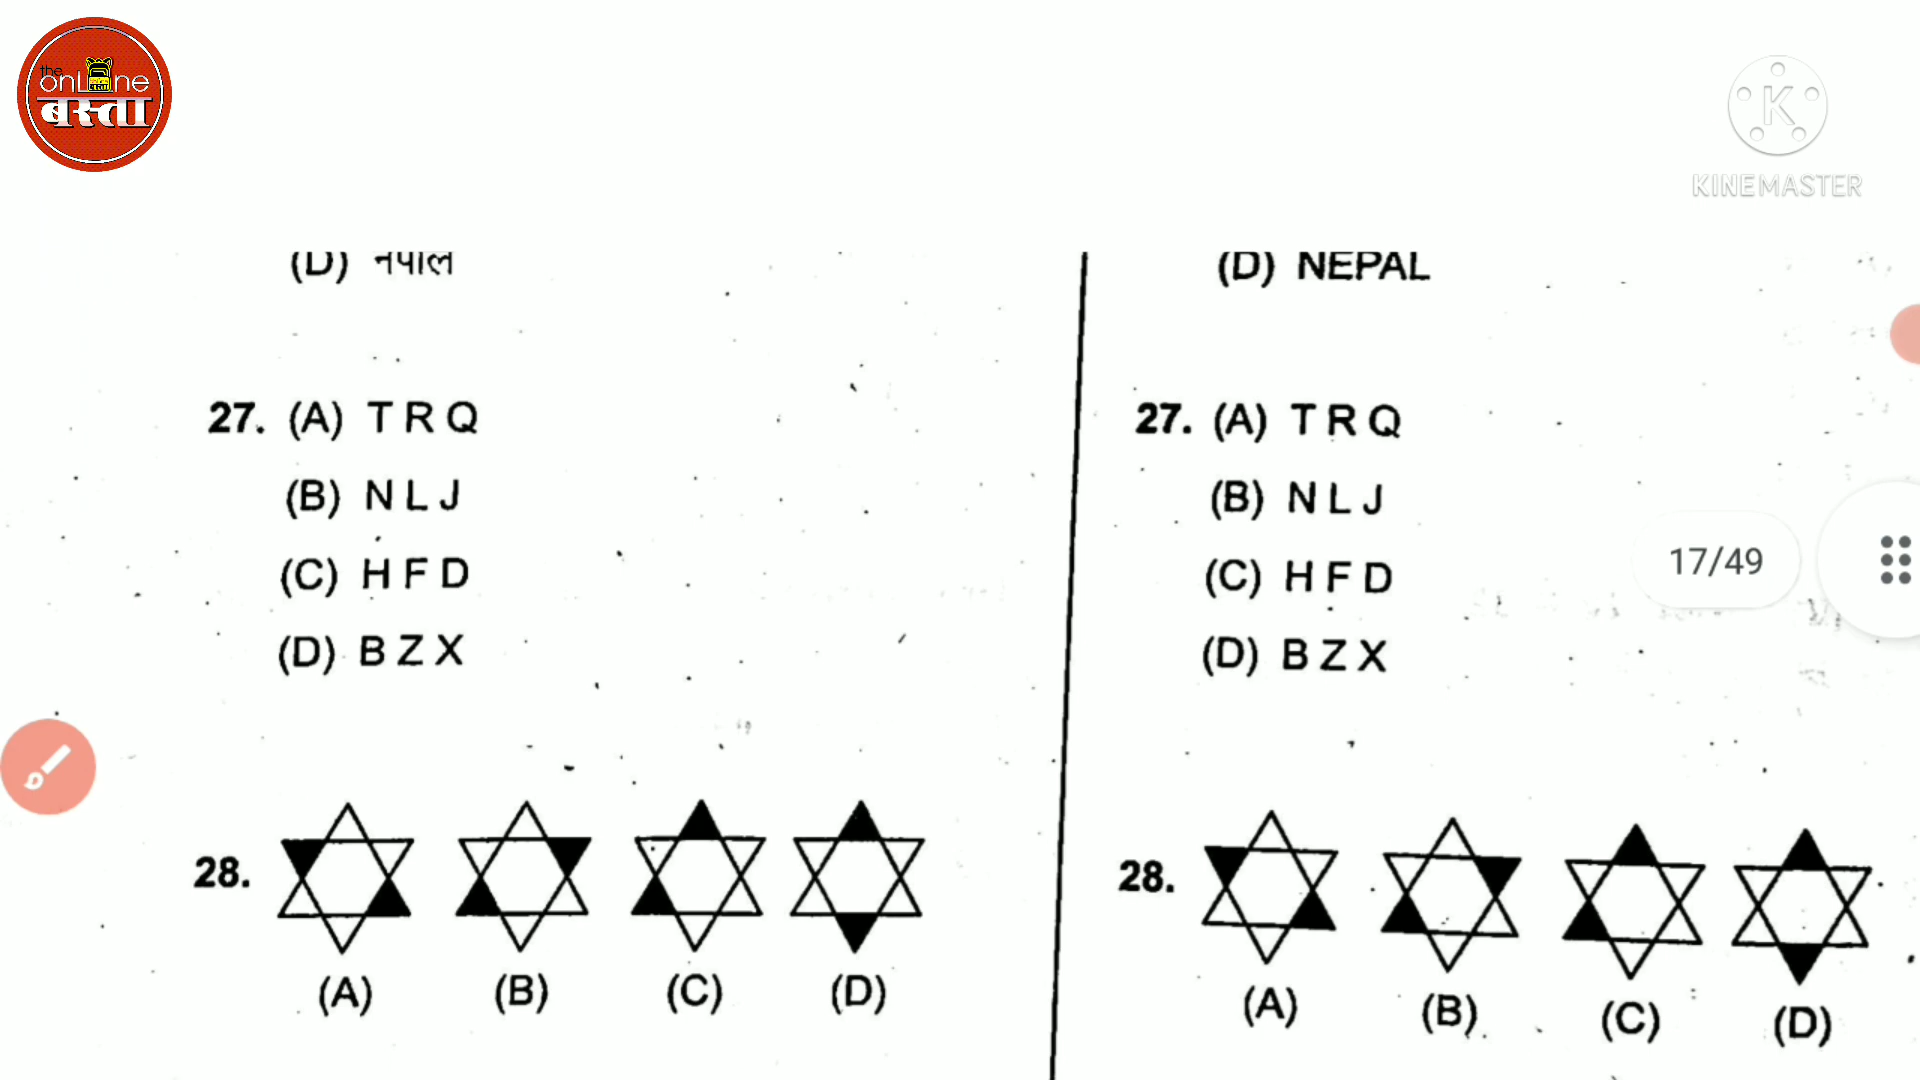 the
onLine
बस्ता
K
KINEMASTER
(D) नेपाल
27. (A) T R Q
(B) N L J
(C) H F D
(D) B Z X
28.
(A) (B) (C) (D)
(D) NEPAL
27. (A) T R Q
(B) N L J
(C) H F D
(D) B Z X
28.
(A) (B) (C) (D)
17/49